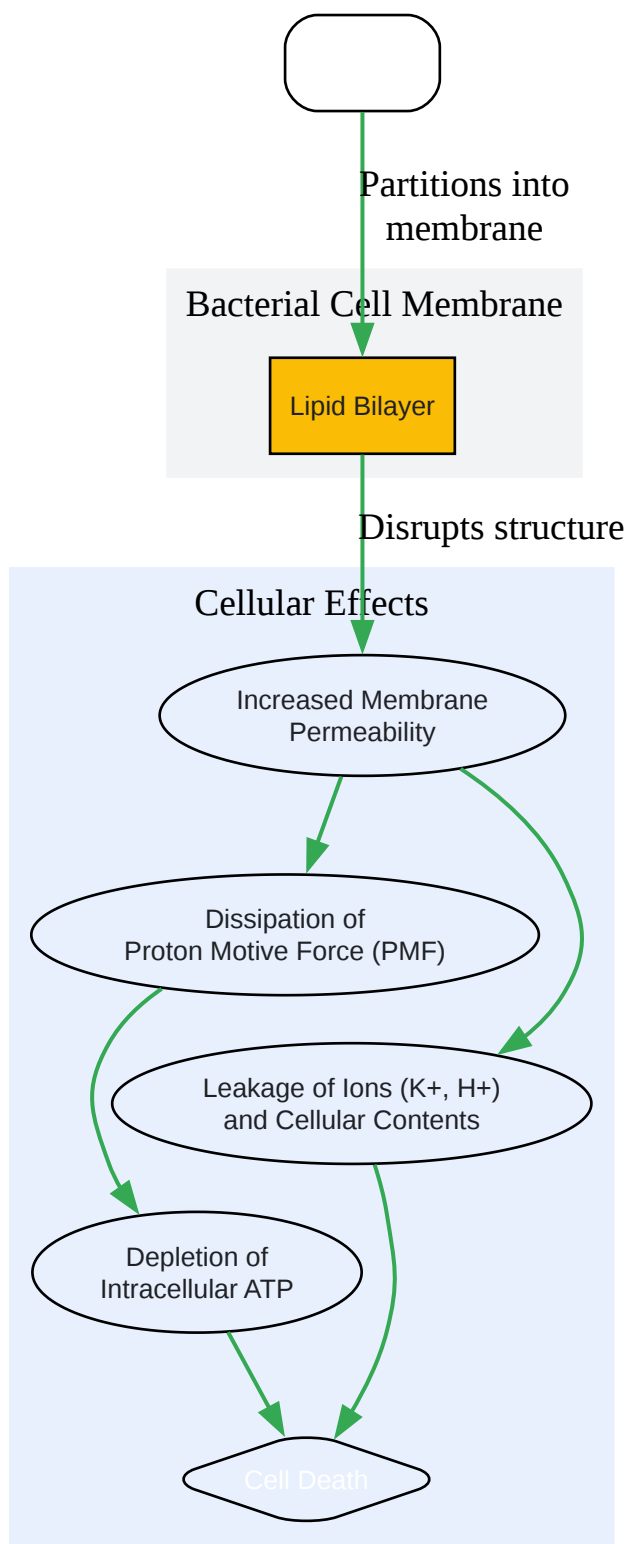 Partitions into
membrane
Bacterial Cell Membrane
Lipid Bilayer
Disrupts structure
Cellular Effects
Increased Membrane
Permeability
Dissipation of
Proton Motive Force (PMF)
Leakage of Ions (K+, H+)
and Cellular Contents
Depletion of
Intracellular ATP
Cell Death